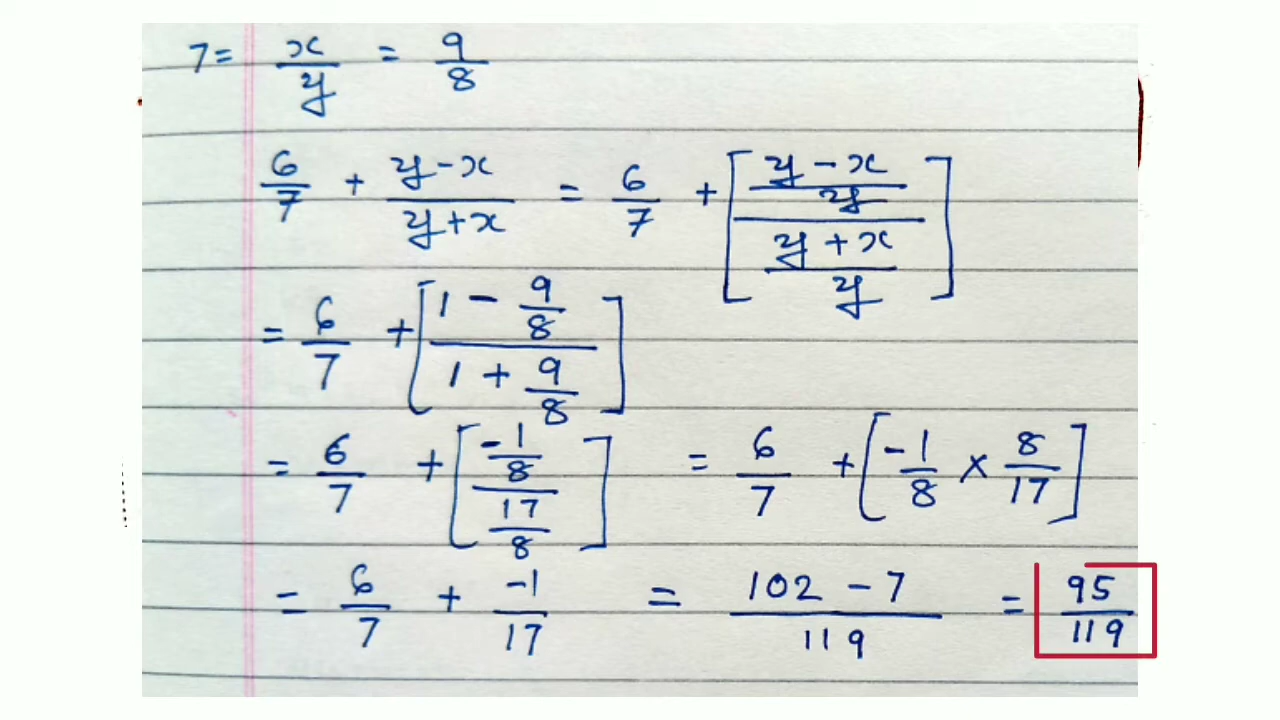 7= x/y = 9/8
6/7 + (y-x)/(y+x) = 6/7 + [((y-x)/y)/((y+x)/y)]
= 6/7 + [(1 - 9/8)/(1 + 9/8)]
= 6/7 + [(-1/8)/(17/8)] = 6/7 + [-1/8 × 8/17]
= 6/7 + -1/17 = (102 - 7)/119 = 95/119